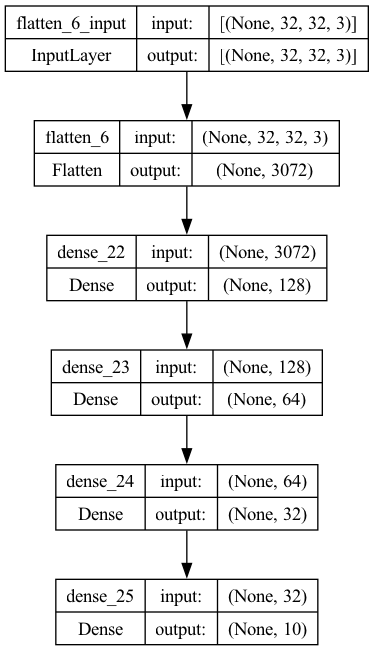 flatten_6_input input: [(None, 32, 32, 3)]
InputLayer output: [(None, 32, 32, 3)]
flatten_6 input: (None, 32, 32, 3)
Flatten output: (None, 3072)
dense_22 input: (None, 3072)
Dense output: (None, 128)
dense_23 input: (None, 128)
Dense output: (None, 64)
dense_24 input: (None, 64)
Dense output: (None, 32)
dense_25 input: (None, 32)
Dense output: (None, 10)